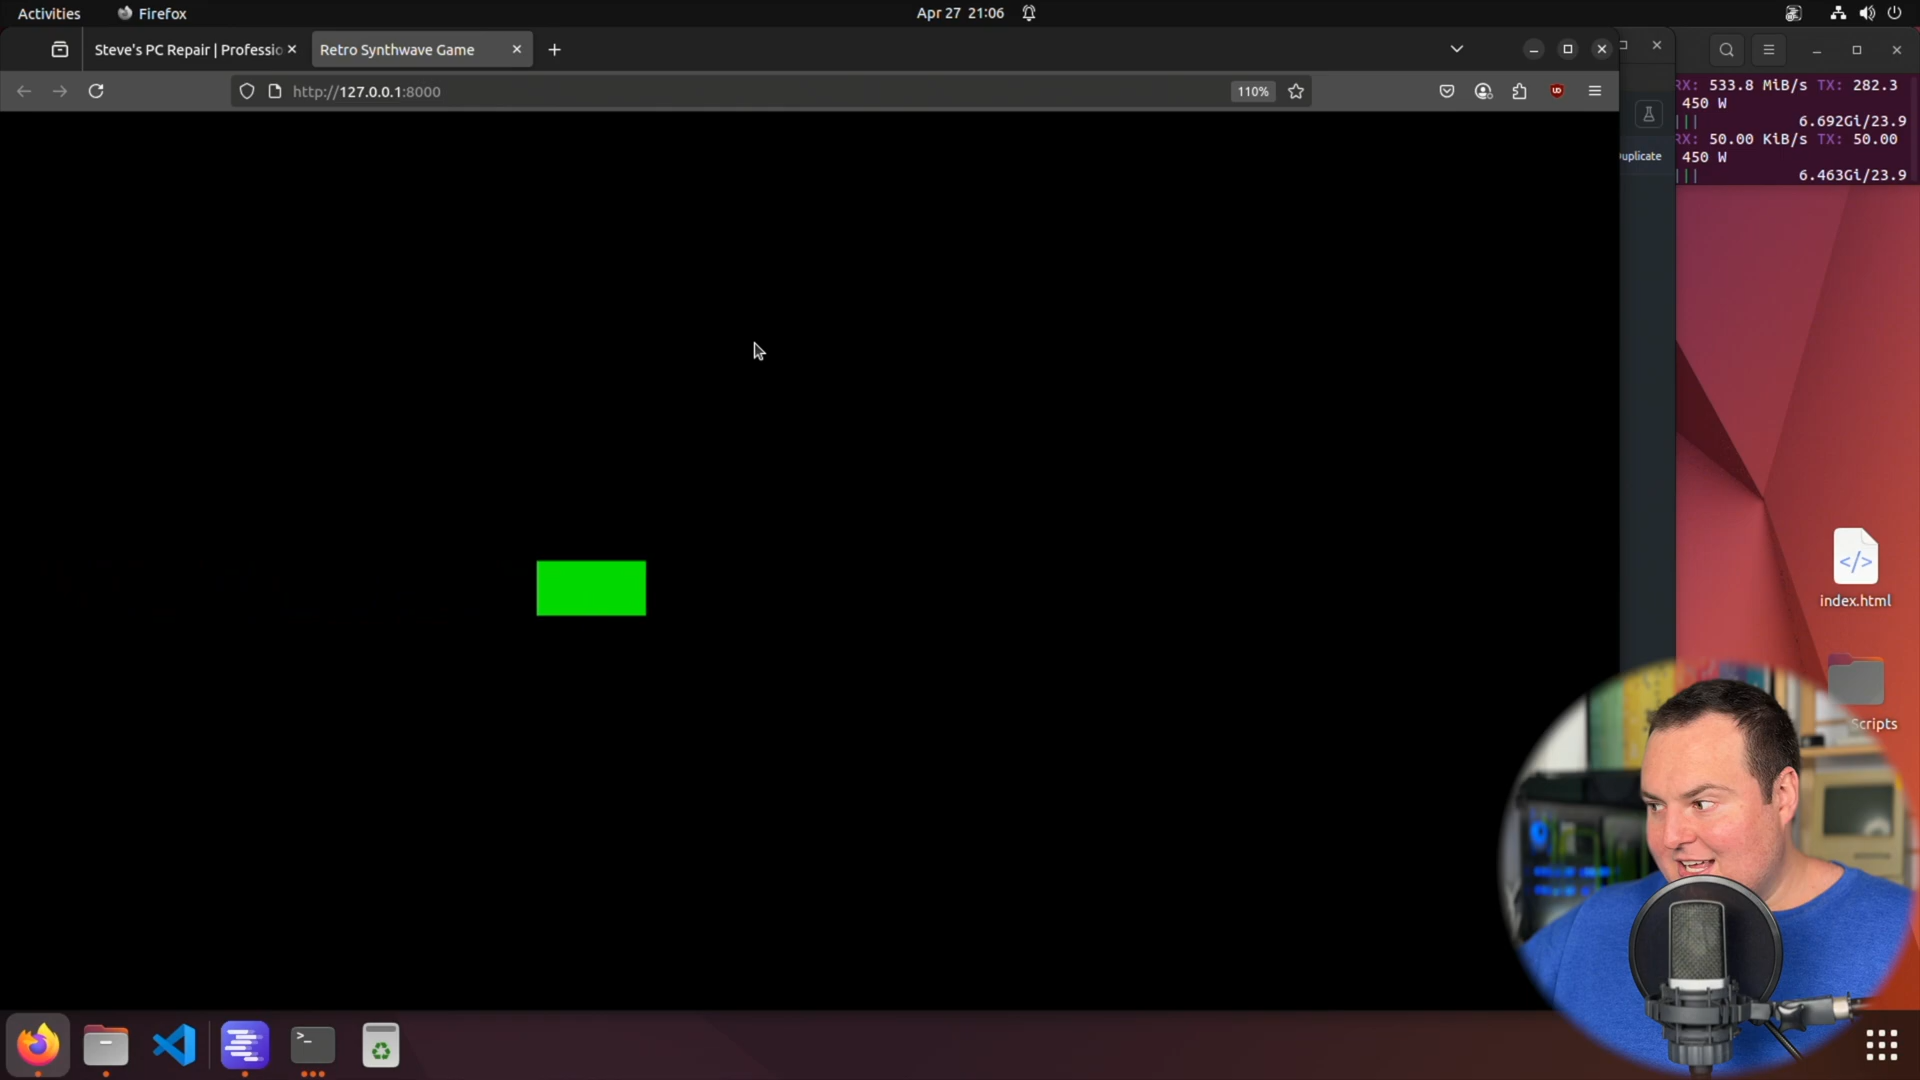 Activities
Firefox
Apr 27 21:06
Steve's PC Repair | Professio
Retro Synthwave Game
http://127.0.0.1:8000
110%
RX: 533.8 MiB/s TX: 282.3
450 W
6.692Gi/23.9
RX: 50.00 KiB/s TX: 50.00
450 W
6.463Gi/23.9
uplicate
</>
index.html
Scripts
>_